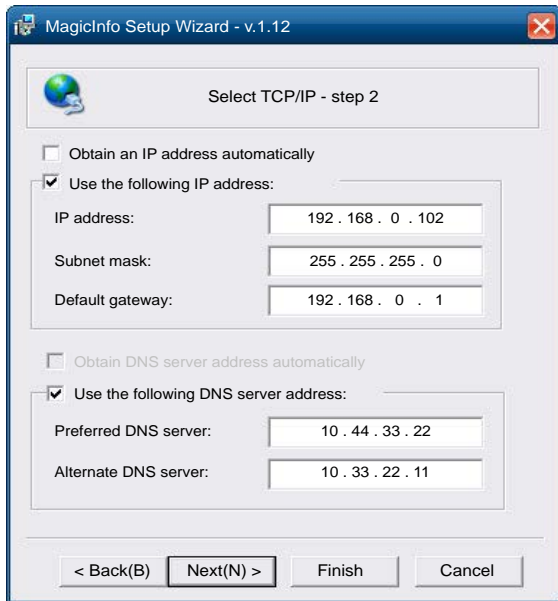 MagicInfo Setup Wizard - v.1.12
Select TCP/IP - step 2
Obtain an IP address automatically
Use the following IP address:
IP address: 192 . 168 . 0 . 102
Subnet mask: 255 . 255 . 255 . 0
Default gateway: 192 . 168 . 0 . 1
Obtain DNS server address automatically
Use the following DNS server address:
Preferred DNS server: 10 . 44 . 33 . 22
Alternate DNS server: 10 . 33 . 22 . 11
< Back(B) Next(N) > Finish Cancel